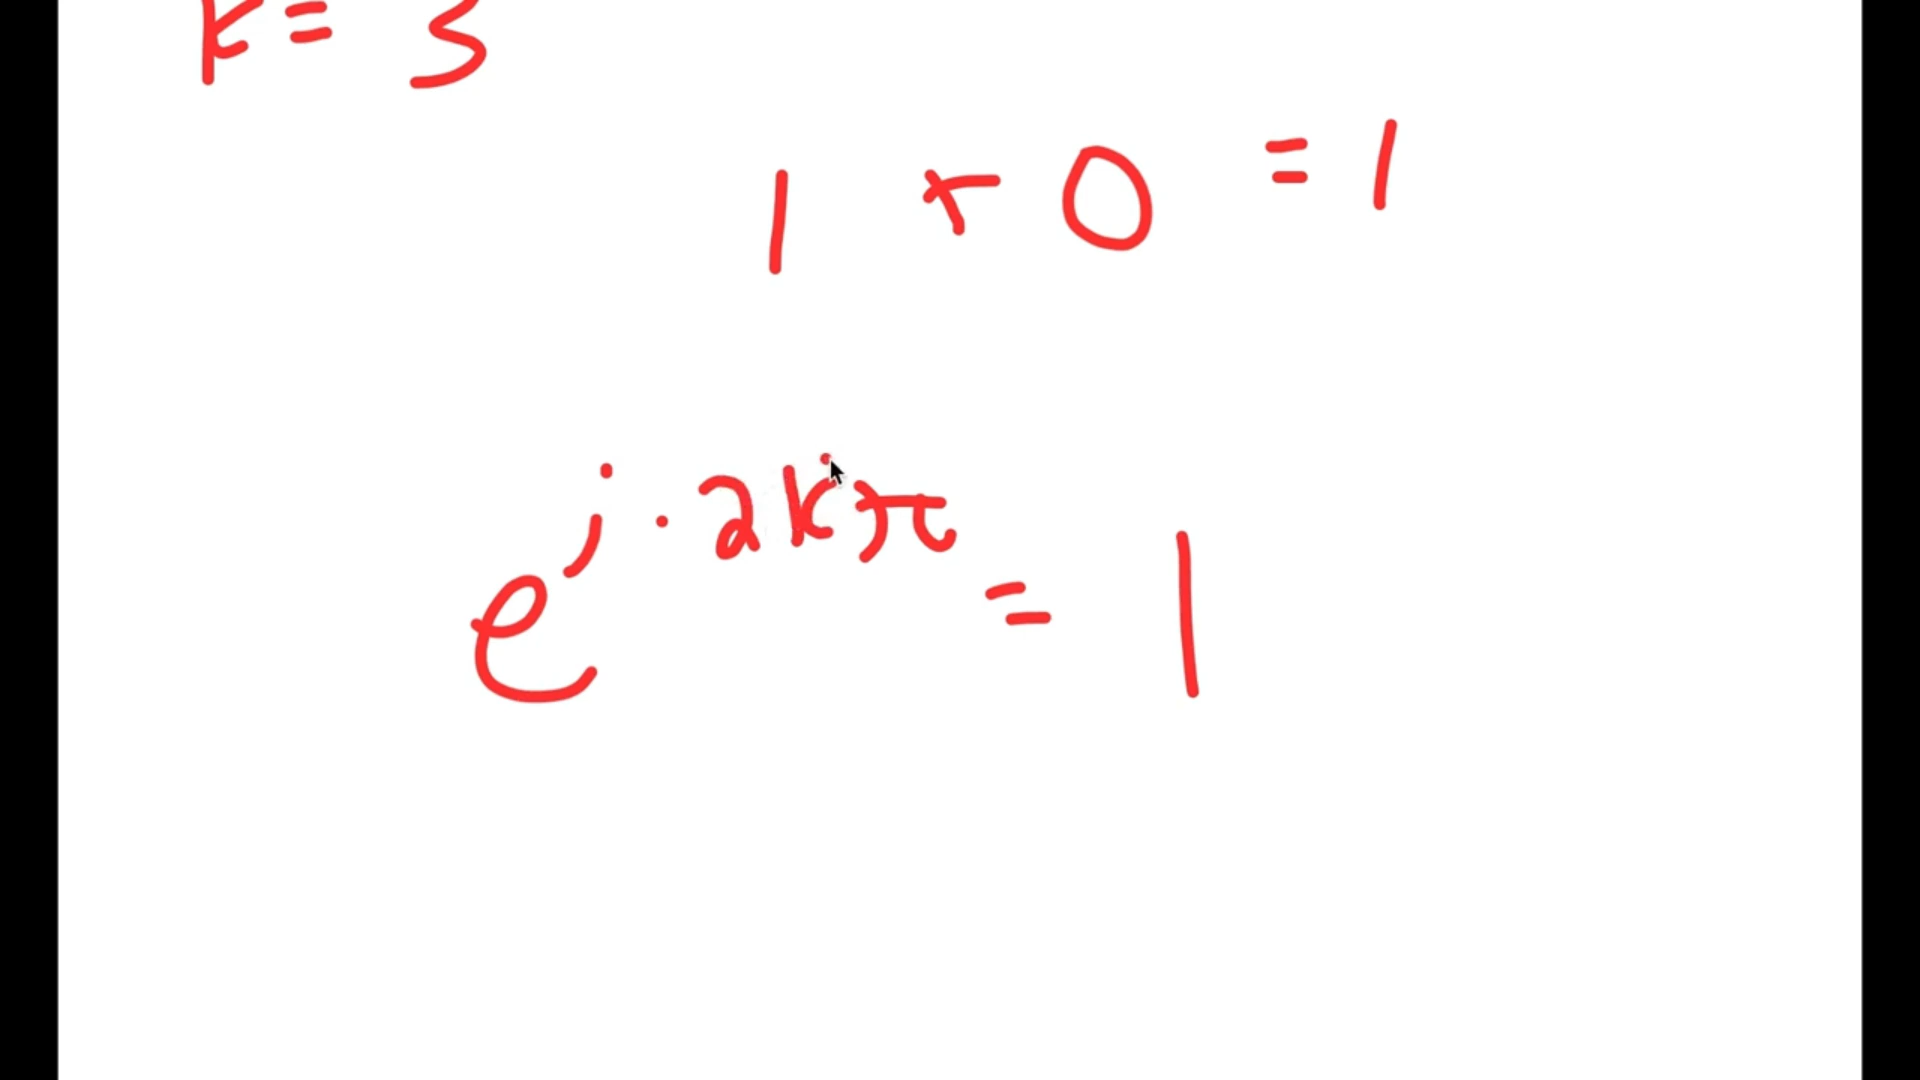 k = 3
1 + 0 = 1
e^{i · 2kπ} = 1